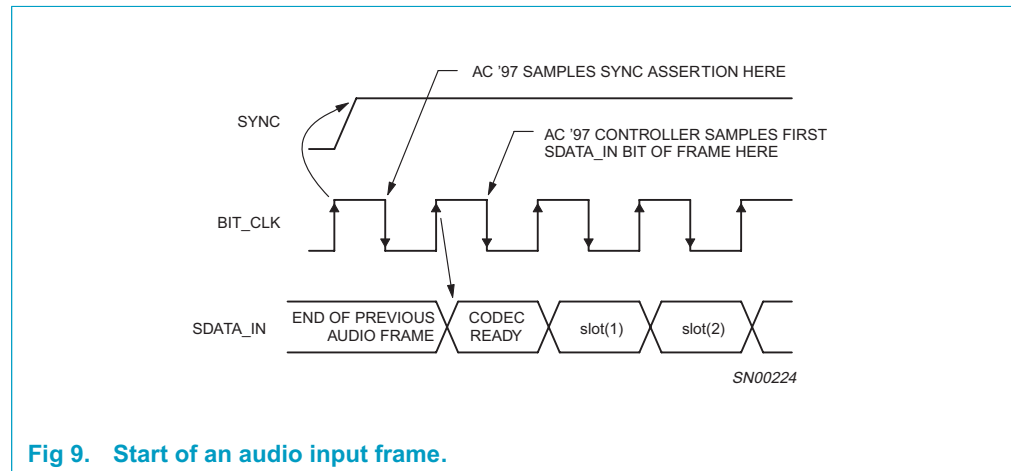 AC '97 SAMPLES SYNC ASSERTION HERE
SYNC
AC '97 CONTROLLER SAMPLES FIRST
SDATA_IN BIT OF FRAME HERE
BIT_CLK
SDATA_IN
END OF PREVIOUS
AUDIO FRAME
CODEC
READY
slot(1)
slot(2)
SN00224
Fig 9. Start of an audio input frame.